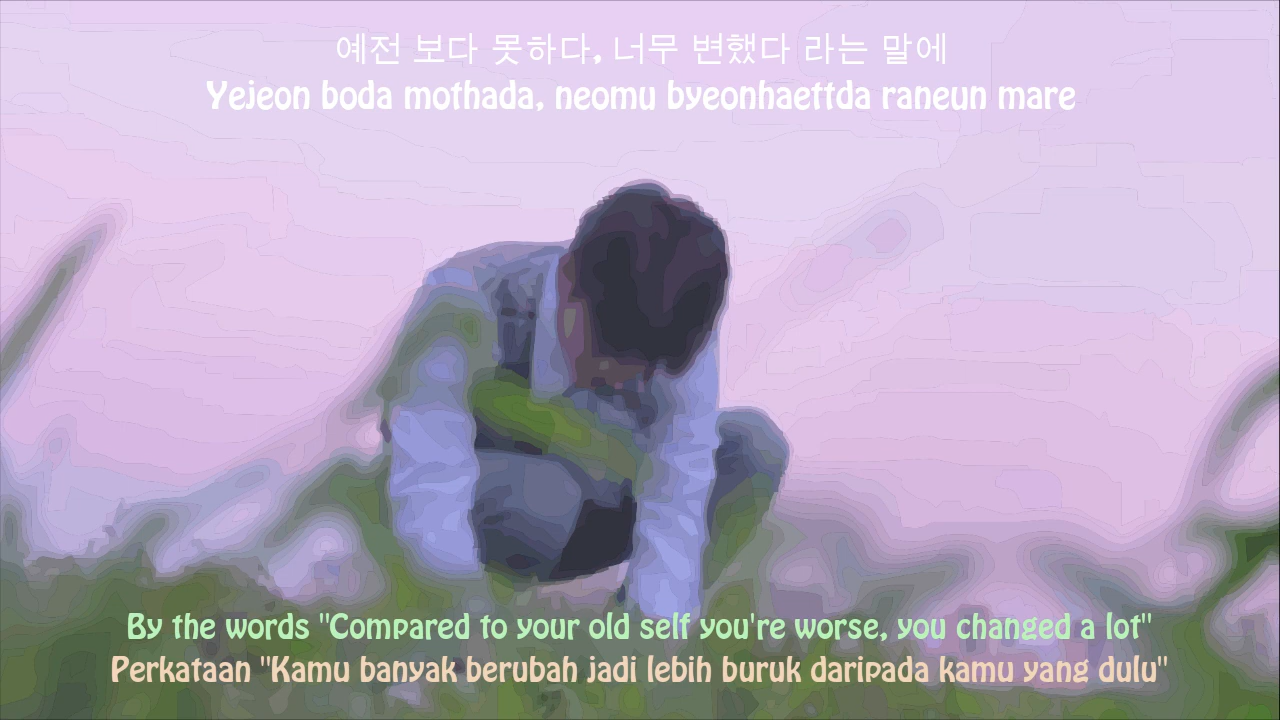 예전 보다 못하다, 너무 변했다 라는 말에
Yejeon boda mothada, neomu byeonhaettda raneun mare
By the words "Compared to your old self you're worse, you changed a lot"
Perkataan "Kamu banyak berubah jadi lebih buruk daripada kamu yang dulu"